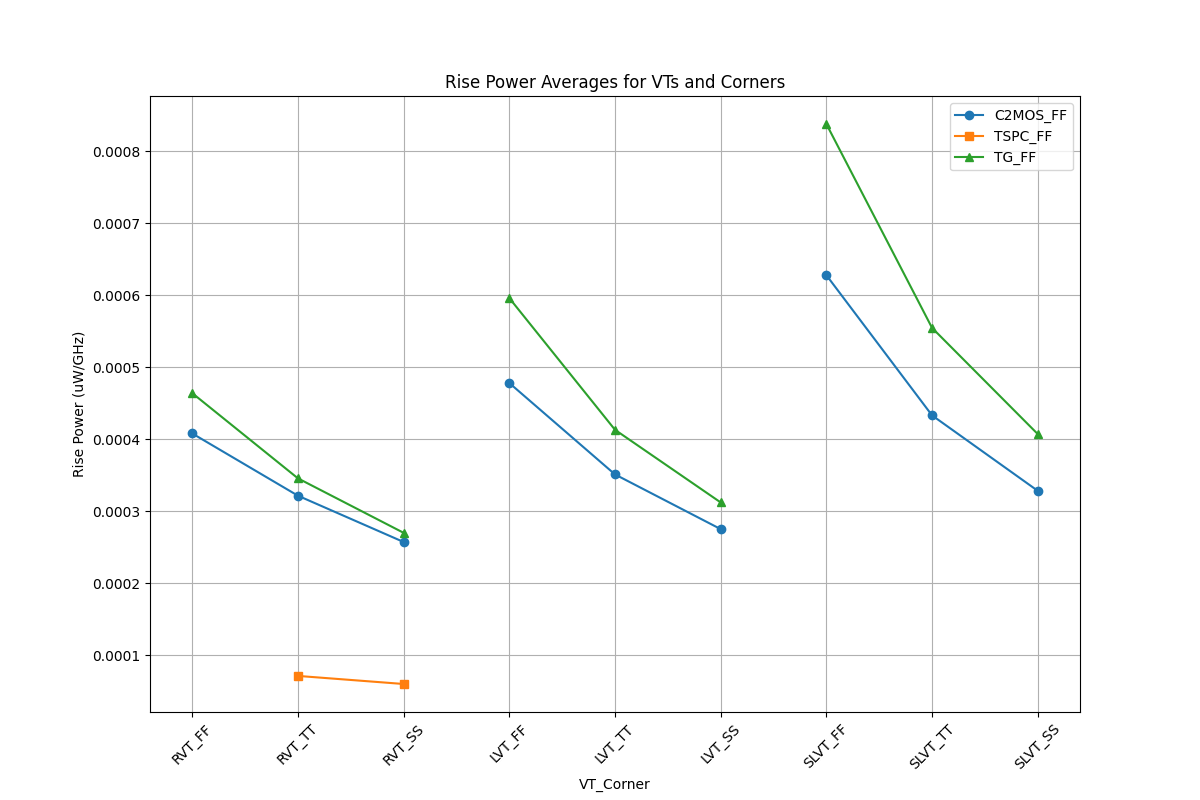 Rise Power Averages for VTs and Corners
C2MOS_FF
TSPC_FF
TG_FF
0.0008
0.0007
0.0006
0.0005
0.0004
0.0003
0.0002
0.0001
Rise Power (uW/GHz)
RVT_FF
RVT_TT
RVT_SS
LVT_FF
LVT_TT
LVT_SS
SLVT_FF
SLVT_TT
SLVT_SS
VT_Corner